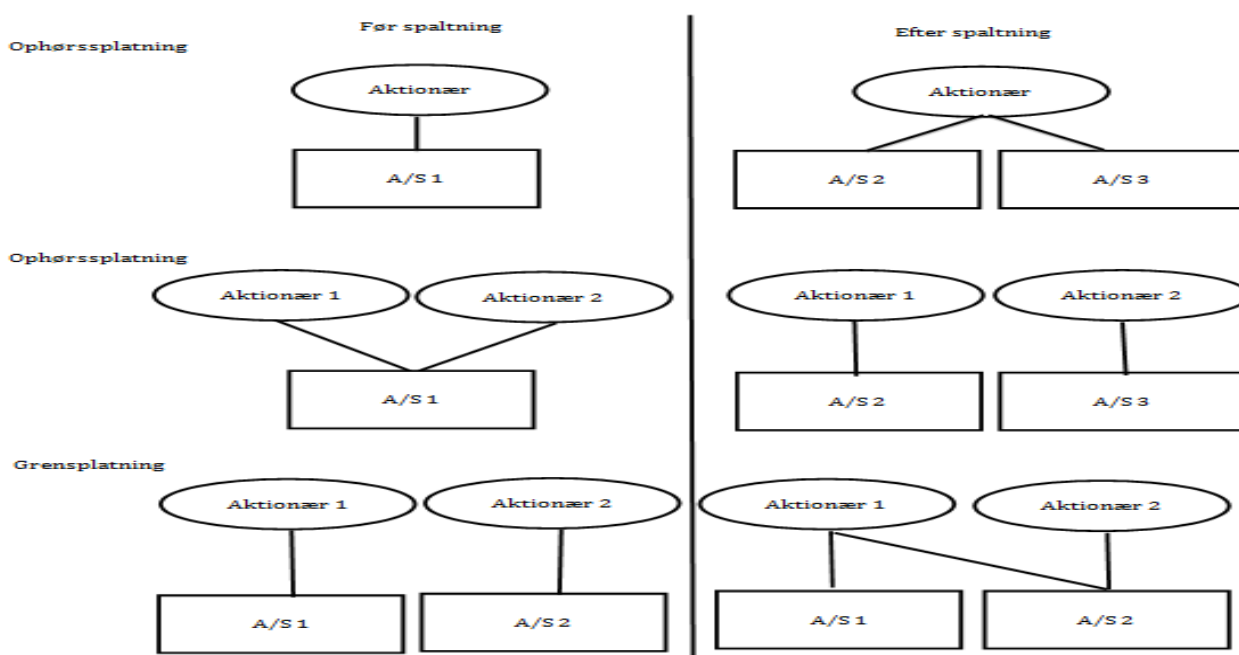 Før spaltning
Efter spaltning
Ophørssplatning
Aktionær
Aktionær
A/S 1
A/S 2
A/S 3
Ophørssplatning
Aktionær 1
Aktionær 2
Aktionær 1
Aktionær 2
A/S 1
A/S 2
A/S 3
Grensplatning
Aktionær 1
Aktionær 2
Aktionær 1
Aktionær 2
A/S 1
A/S 2
A/S 1
A/S 2